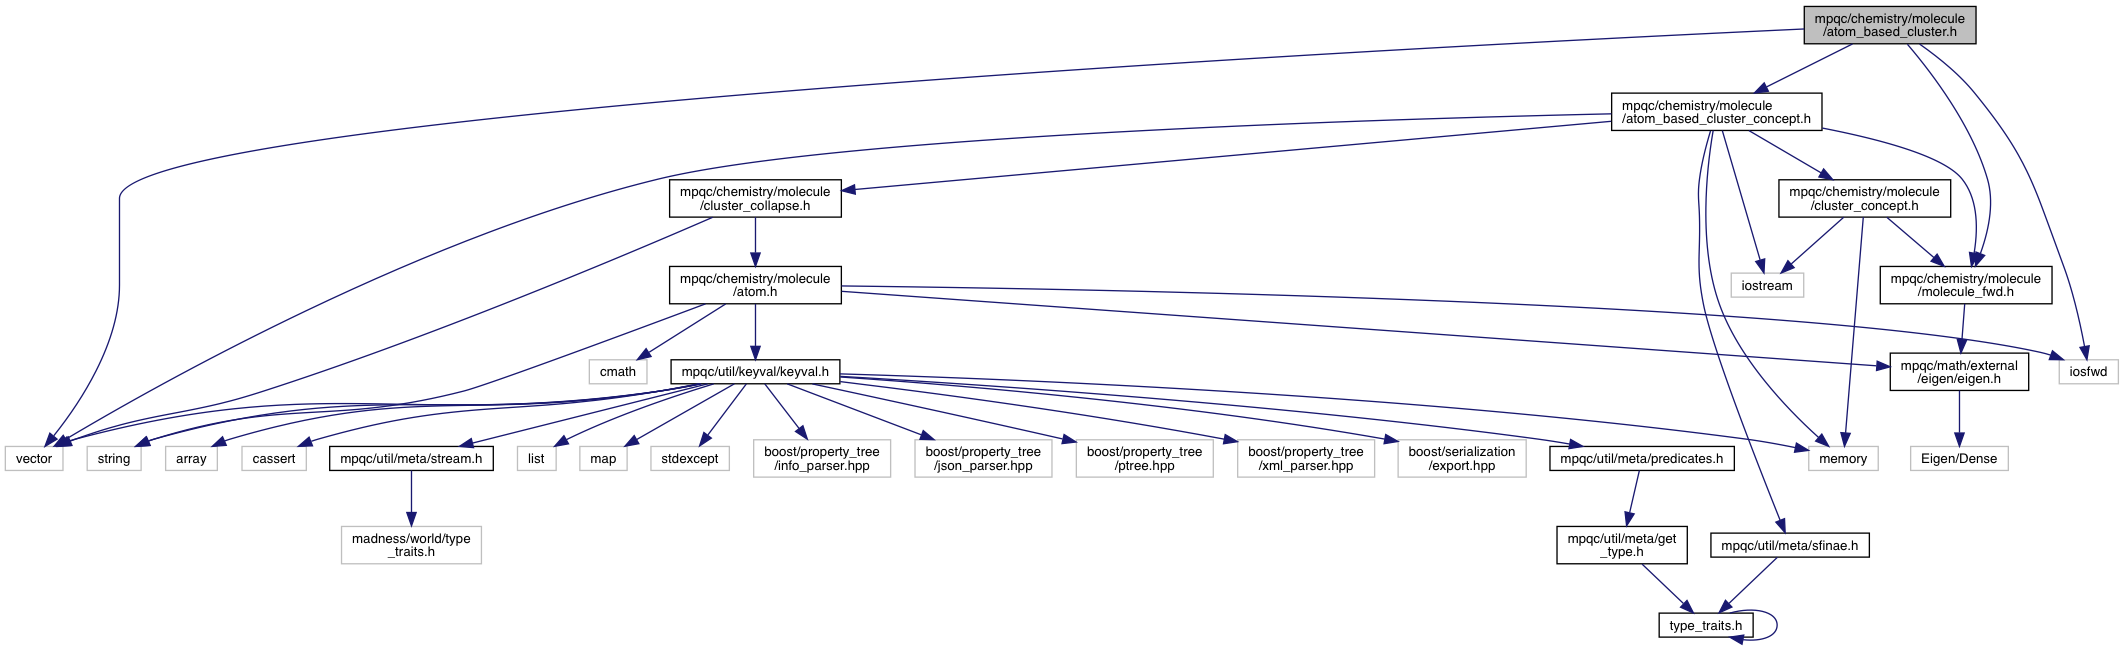 mpqc/chemistry/molecule
/atom_based_cluster.h
mpqc/chemistry/molecule
/atom_based_cluster_concept.h
mpqc/chemistry/molecule
/cluster_collapse.h
mpqc/chemistry/molecule
/cluster_concept.h
mpqc/chemistry/molecule
/atom.h
iostream
mpqc/chemistry/molecule
/molecule_fwd.h
cmath
mpqc/util/keyval/keyval.h
mpqc/math/external
/eigen/eigen.h
iosfwd
vector
string
array
cassert
mpqc/util/meta/stream.h
list
map
stdexcept
boost/property_tree
/info_parser.hpp
boost/property_tree
/json_parser.hpp
boost/property_tree
/ptree.hpp
boost/property_tree
/xml_parser.hpp
boost/serialization
/export.hpp
mpqc/util/meta/predicates.h
memory
Eigen/Dense
madness/world/type
_traits.h
mpqc/util/meta/get
_type.h
mpqc/util/meta/sfinae.h
type_traits.h